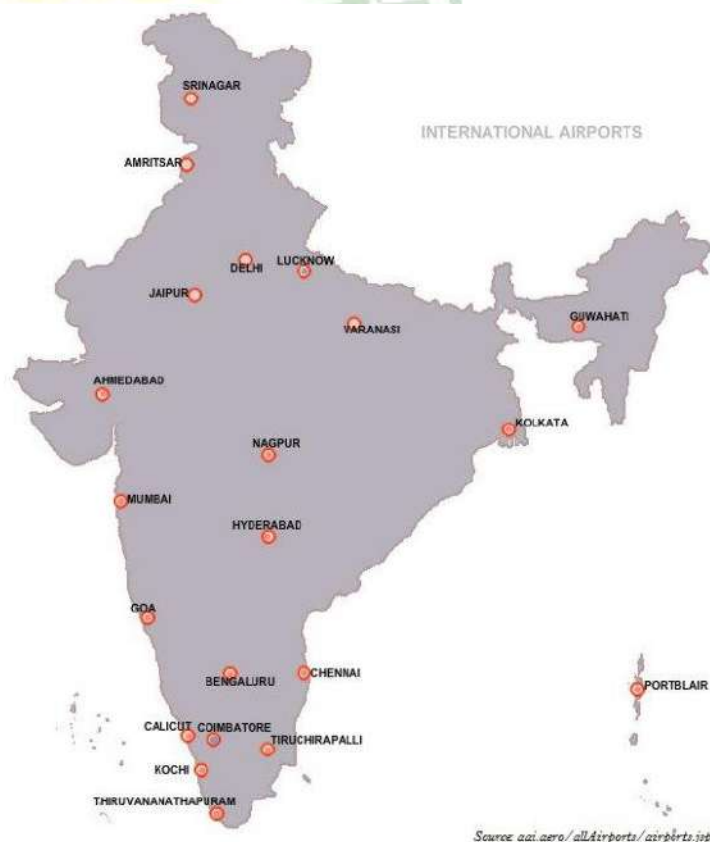 SRINAGAR
INTERNATIONAL AIRPORTS
AMRITSAR
DELHI
LUCKNOW
JAIPUR
VARANASI
GUWAHATI
AHMEDABAD
KOLKATA
NAGPUR
MUMBAI
HYDERABAD
GOA
BENGALURU
CHENNAI
PORTBLAIR
CALICUT
COIMBATORE
TIRUCHIRAPALLI
KOCHI
THIRUVANANATHAPURAM
Source aai.aero/allAirports/airports.jsp